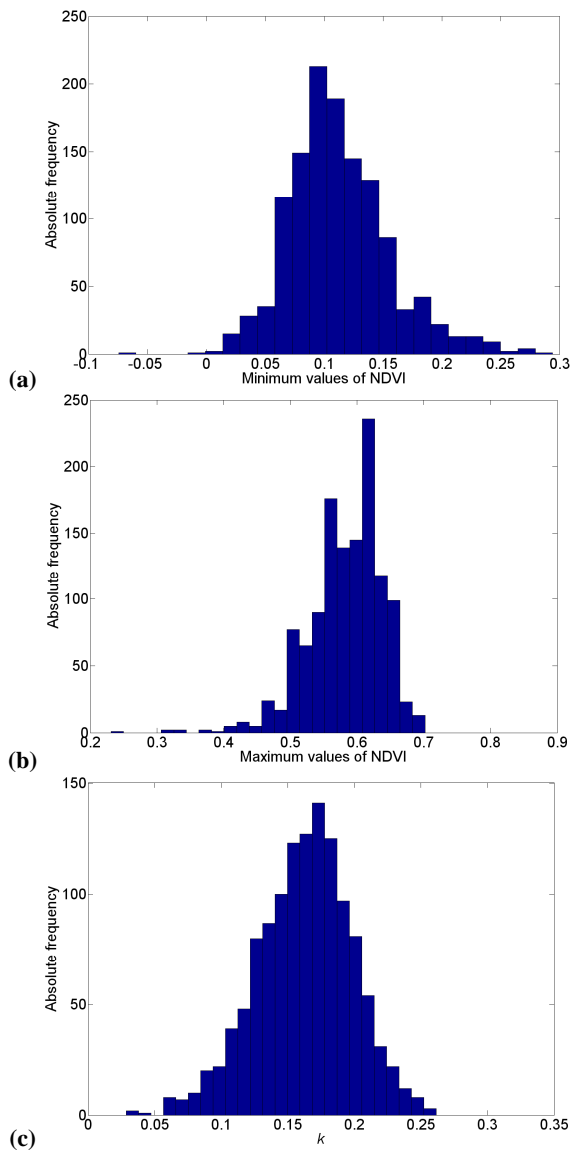 250
200
150
100
50
0
Absolute frequency
-0.1 -0.05 0 0.05 0.1 0.15 0.2 0.25 0.3
Minimum values of NDVI
(a)
250
200
150
100
50
0
Absolute frequency
0.2 0.3 0.4 0.5 0.6 0.7 0.8 0.9
Maximum values of NDVI
(b)
150
100
50
0
Absolute frequency
0 0.05 0.1 0.15 0.2 0.25 0.3 0.35
k
(c)